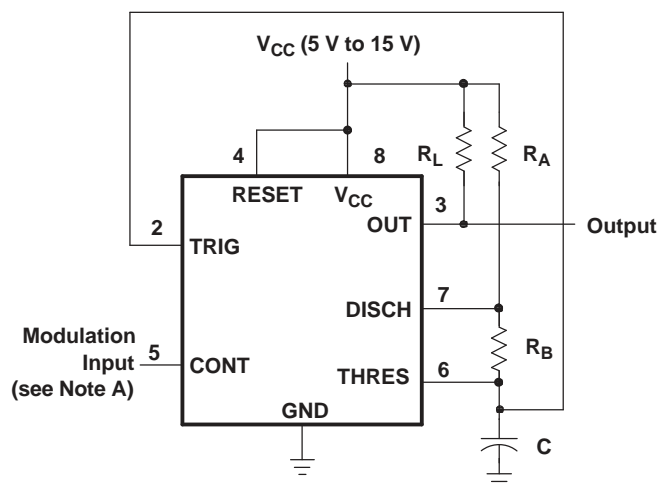 V_CC (5 V to 15 V)
4
8
R_L
R_A
RESET
V_CC
3
2
OUT
Output
TRIG
7
DISCH
Modulation
Input
(see Note A)
5
CONT
R_B
6
THRES
GND
C